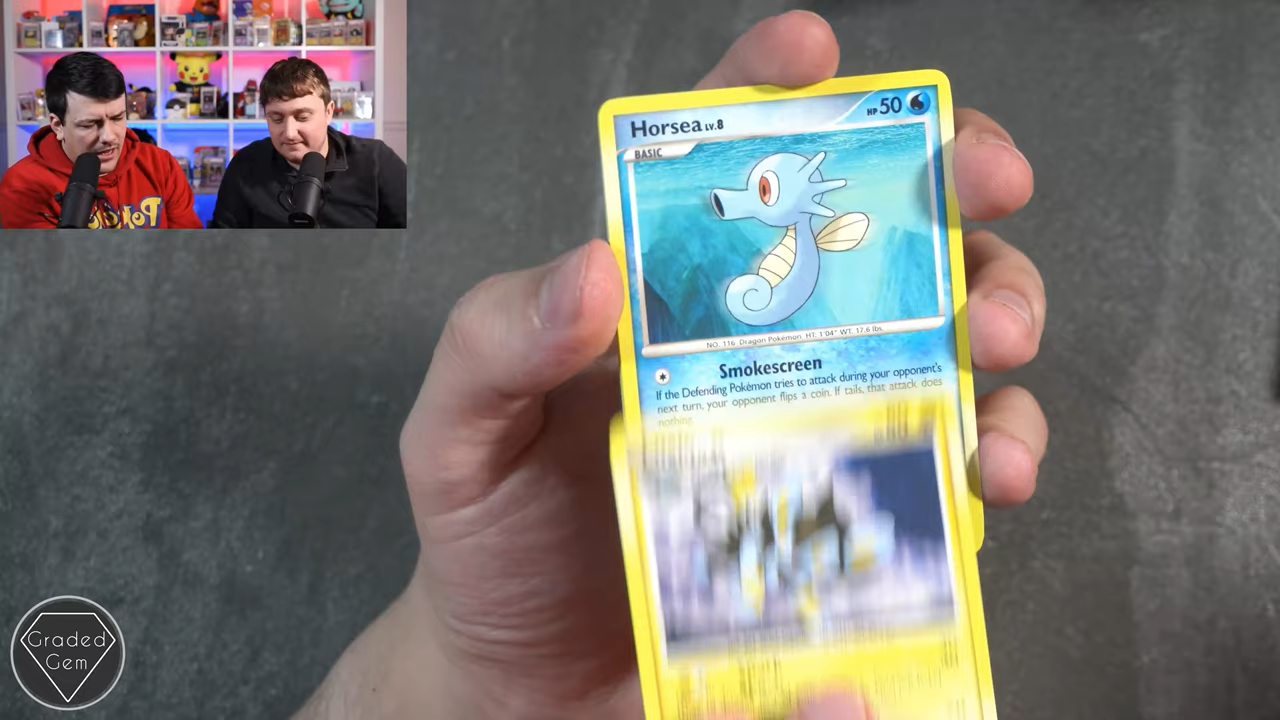 Horsea LV.8
HP 50
BASIC
NO. 116 Dragon Pokémon HT: 1'04" WT: 17.6 lbs.
Smokescreen
If the Defending Pokémon tries to attack during your opponent's
next turn, your opponent flips a coin. If tails, that attack does
nothing.
Graded
Gem